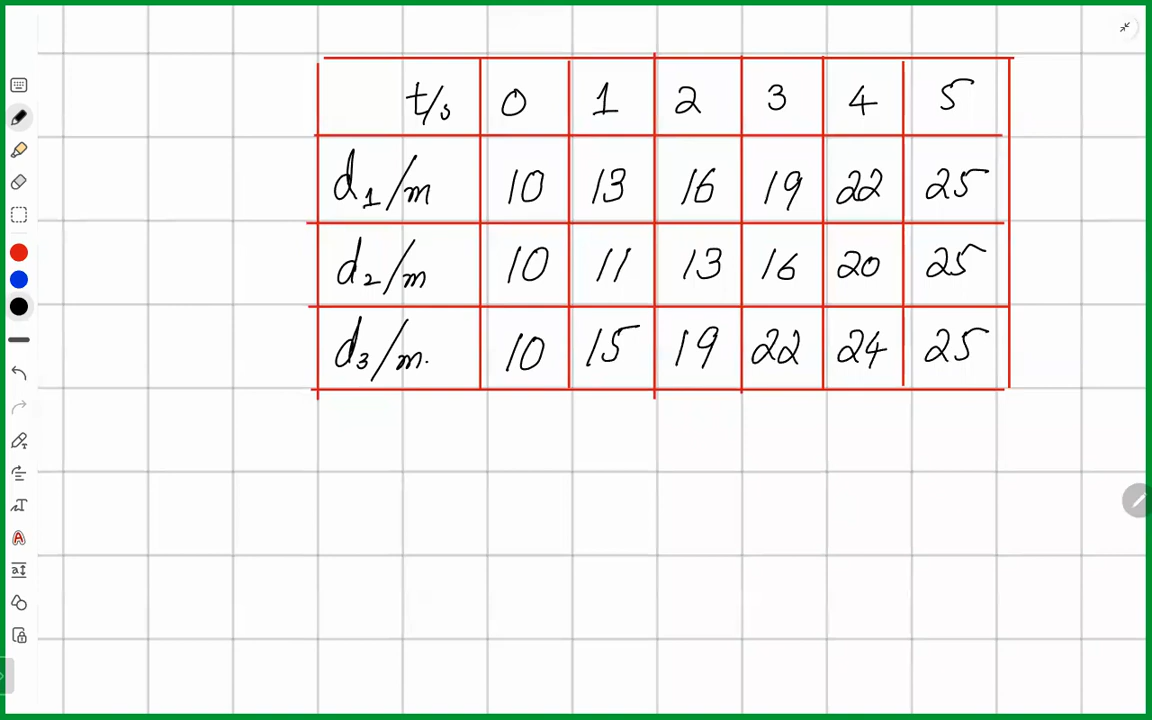 t/s 0 1 2 3 4 5
d₁/m 10 13 16 19 22 25
d₂/m 10 11 13 16 20 25
d₃/m. 10 15 19 22 24 25